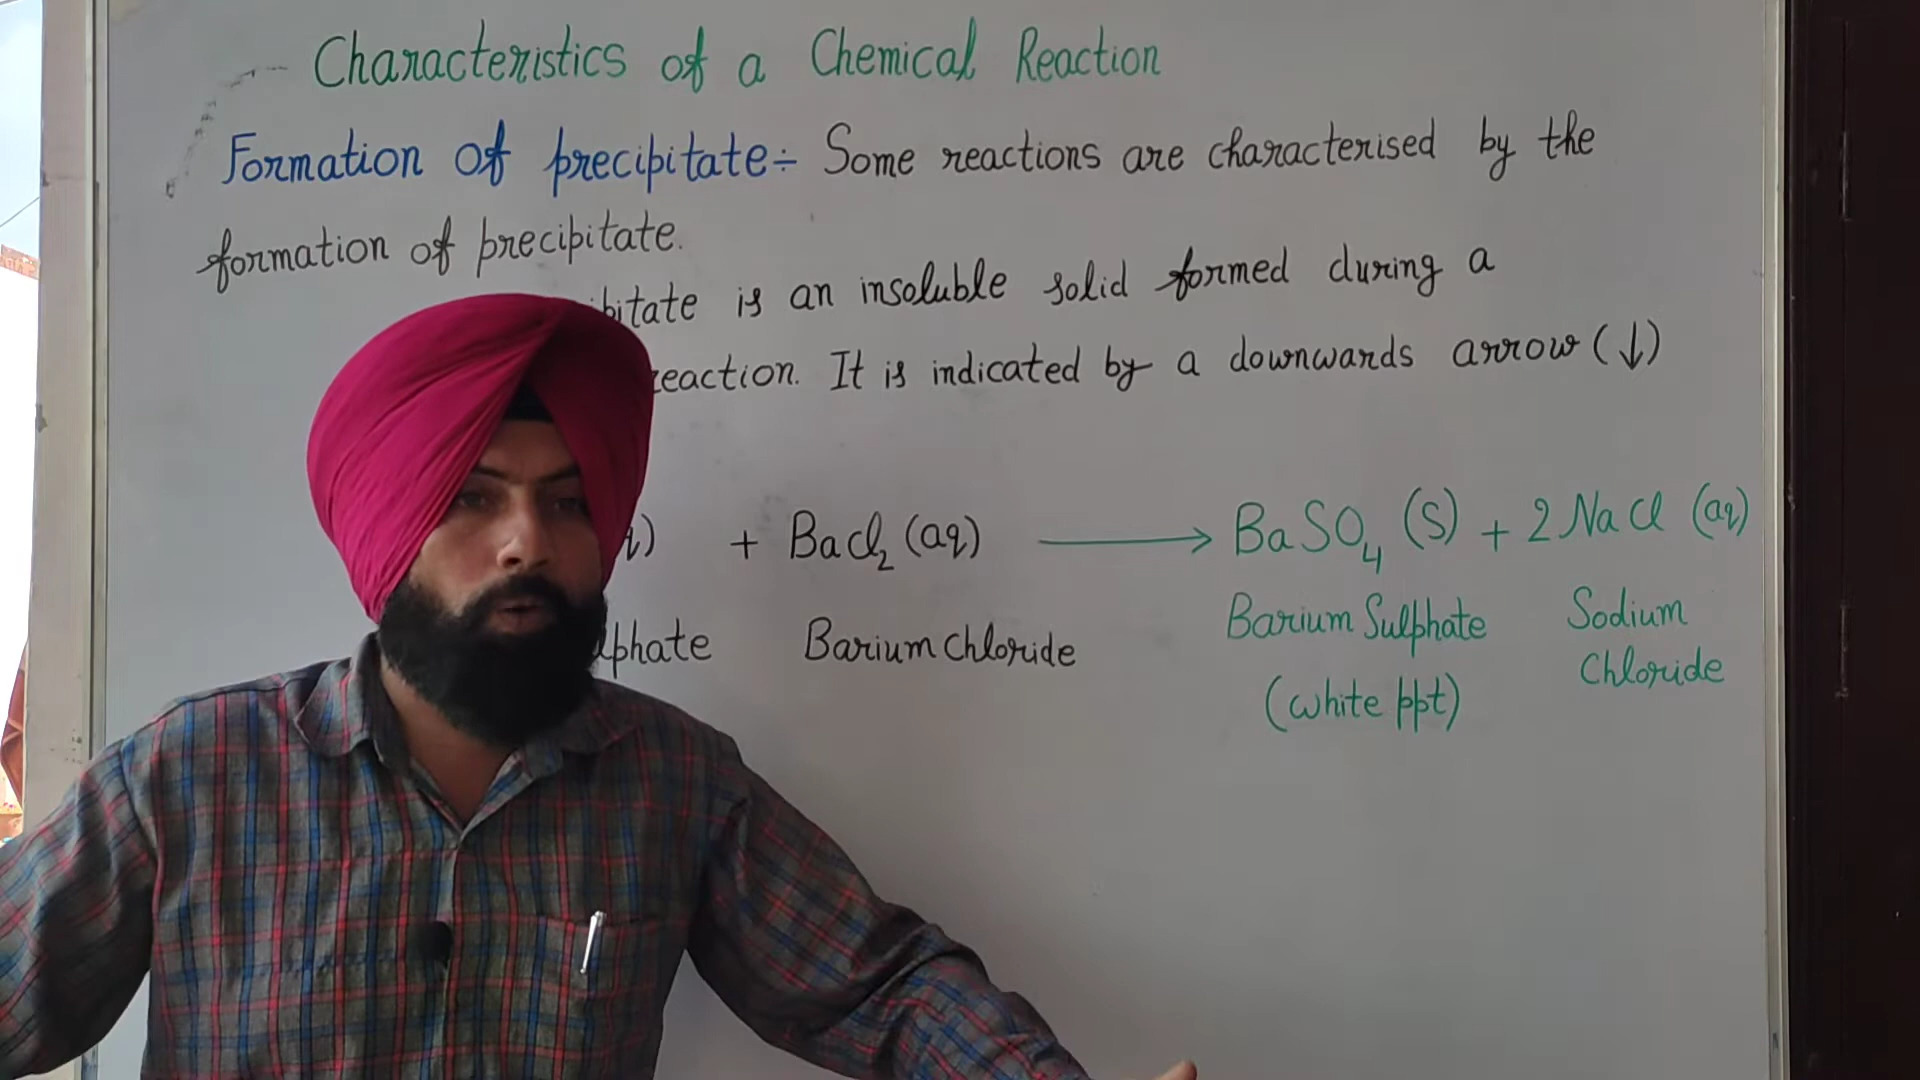 Characteristics of a Chemical Reaction
Formation of precipitate÷ Some reactions are characterised by the
formation of precipitate.
is an insoluble solid formed during a
reaction. It is indicated by a downwards arrow (↓)
+ BaCl₂ (aq) ⟶ BaSO₄ (S) + 2 NaCl (aq)
Barium Chloride Barium Sulphate Sodium
Chloride
(white ppt)